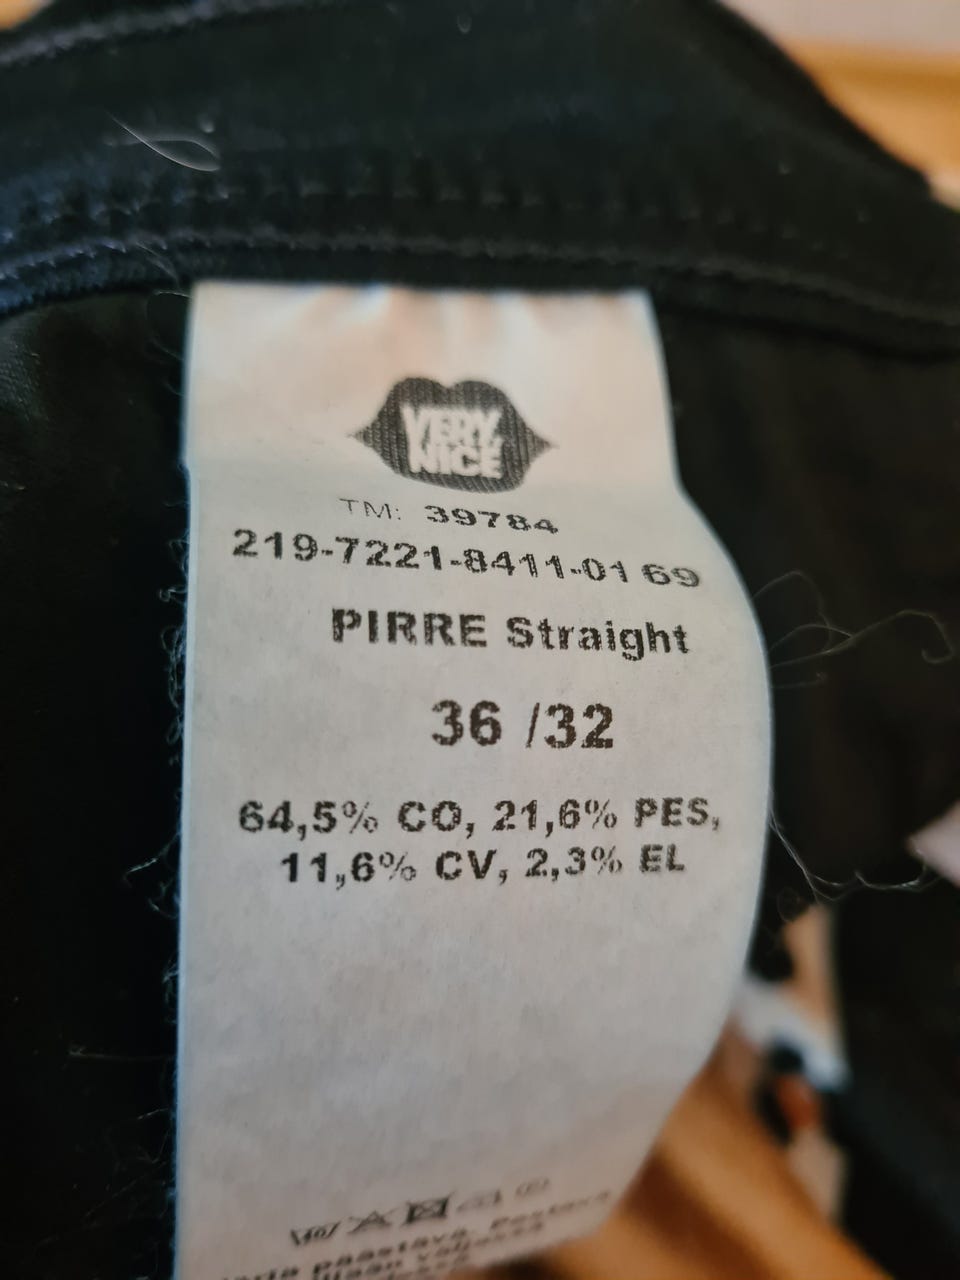 VERY
NICE
TM: 39784
219-7221-8411-01 69
PIRRE Straight
36 /32
64,5% CO, 21,6% PES,
11,6% CV, 2,3% EL
päästävä.